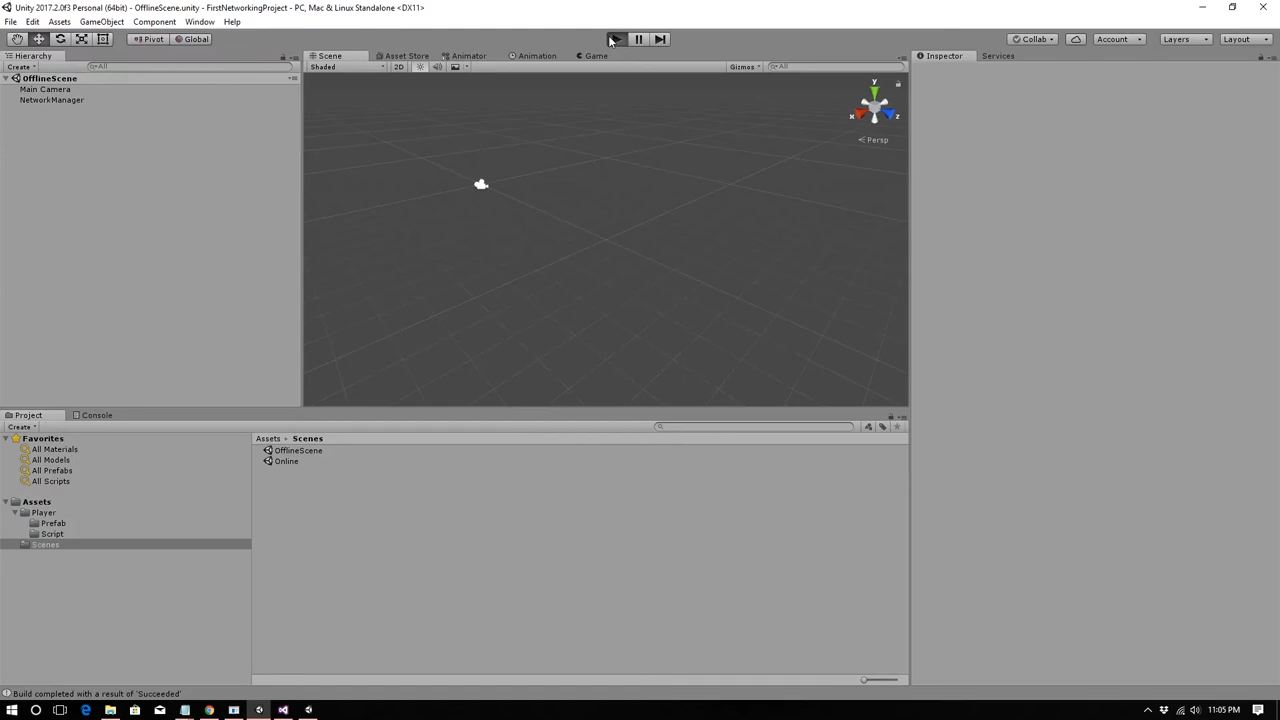 Unity 2017.2.0f3 Personal (64bit) - OfflineScene.unity - FirstNetworkingProject - PC, Mac & Linux Standalone <DX11>
File Edit Assets GameObject Component Window Help
Pivot Global Collab Account Layers Layout
Hierarchy Scene Asset Store Animator Animation Game Inspector Services
Create All Shaded 2D Gizmos All
OfflineScene
Main Camera
NetworkManager
y
x z
Persp
Project Console
Create
Favorites Assets Scenes
All Materials OfflineScene
All Models Online
All Prefabs
All Scripts
Assets
Player
Prefab
Script
Scenes
Build completed with a result of 'Succeeded'
11:05 PM